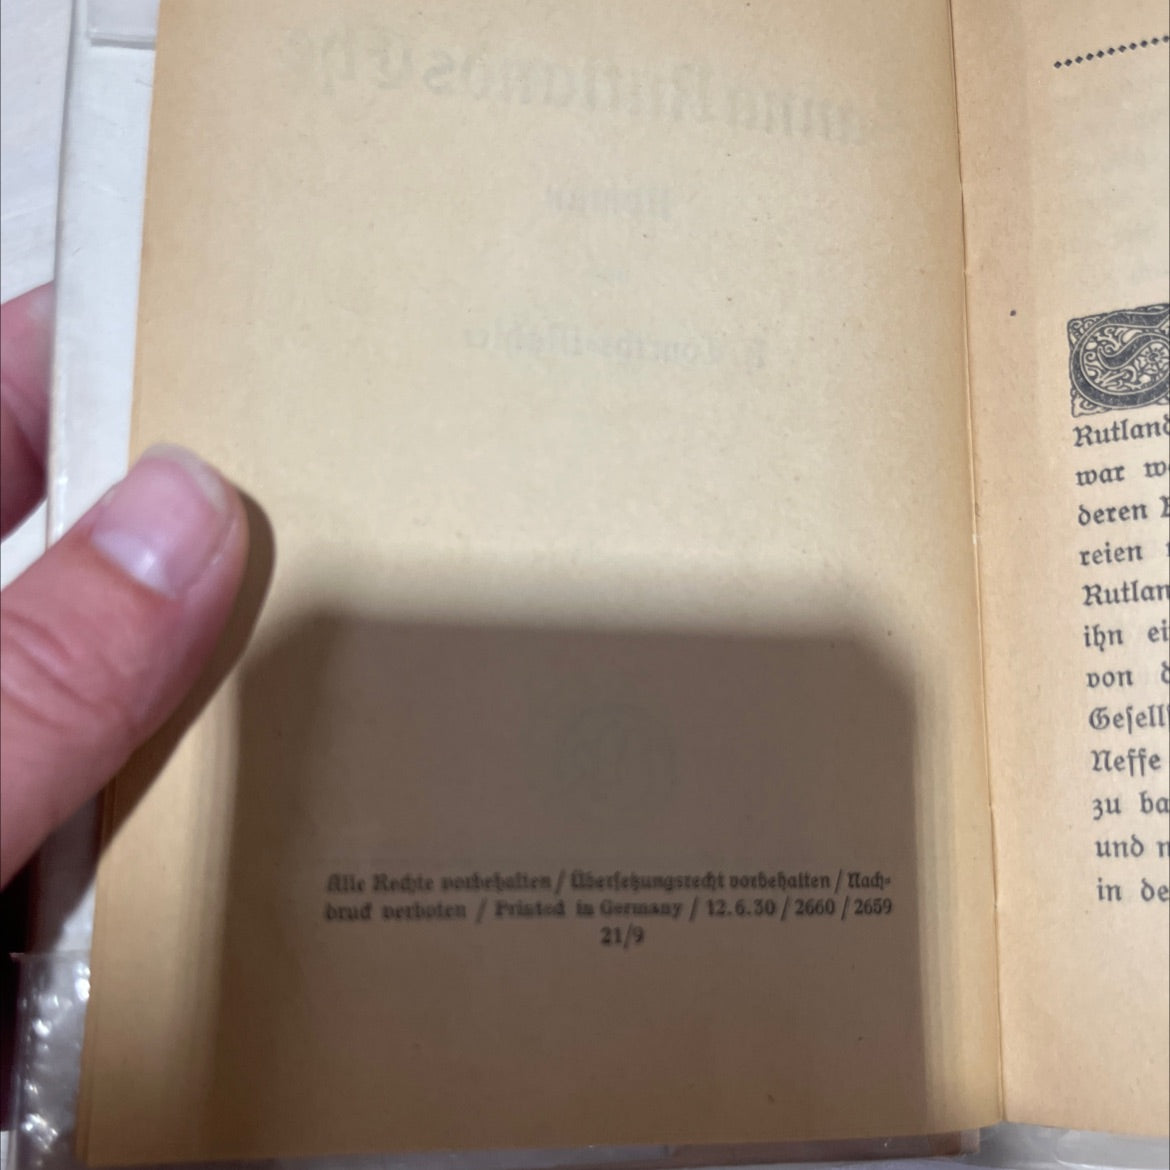 Alle Rechte vorbehalten / Übersetzungsrecht vorbehalten / Nach-
druck verboten / Printed in Germany / 12.6.30 / 2660 / 2659
21/9
Rutland
war
deren
reien
Rutlan
ihn ei
von d
Gesell
Neffe
zu ba
und n
in de